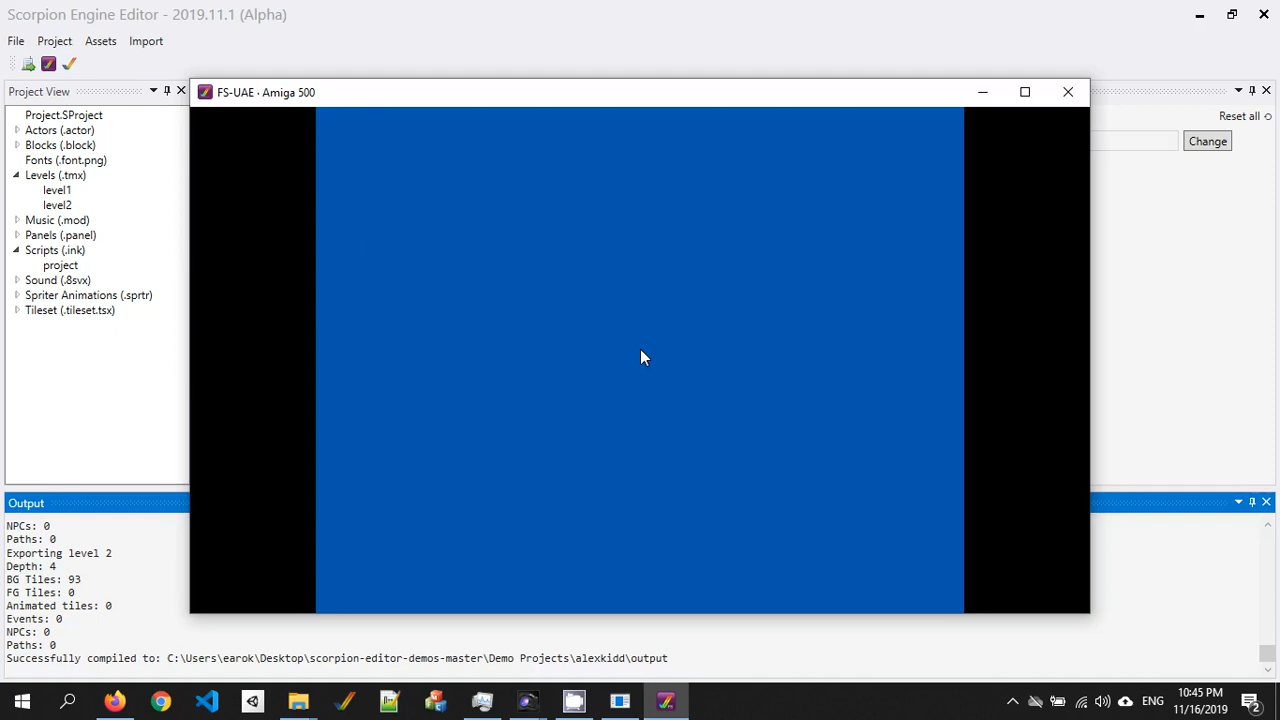 Scorpion Engine Editor - 2019.11.1 (Alpha)
File Project Assets Import
Project View
Project.SProject
Actors (.actor)
Blocks (.block)
Fonts (.font.png)
Levels (.tmx)
level1
level2
Music (.mod)
Panels (.panel)
Scripts (.ink)
project
Sound (.8svx)
Spriter Animations (.sprtr)
Tileset (.tileset.tsx)
FS-UAE · Amiga 500
Reset all
Change
Output
NPCs: 0
Paths: 0
Exporting level 2
Depth: 4
BG Tiles: 93
FG Tiles: 0
Animated tiles: 0
Events: 0
NPCs: 0
Paths: 0
Successfully compiled to: C:\Users\earok\Desktop\scorpion-editor-demos-master\Demo Projects\alexkidd\output
ENG
10:45 PM
11/16/2019
2